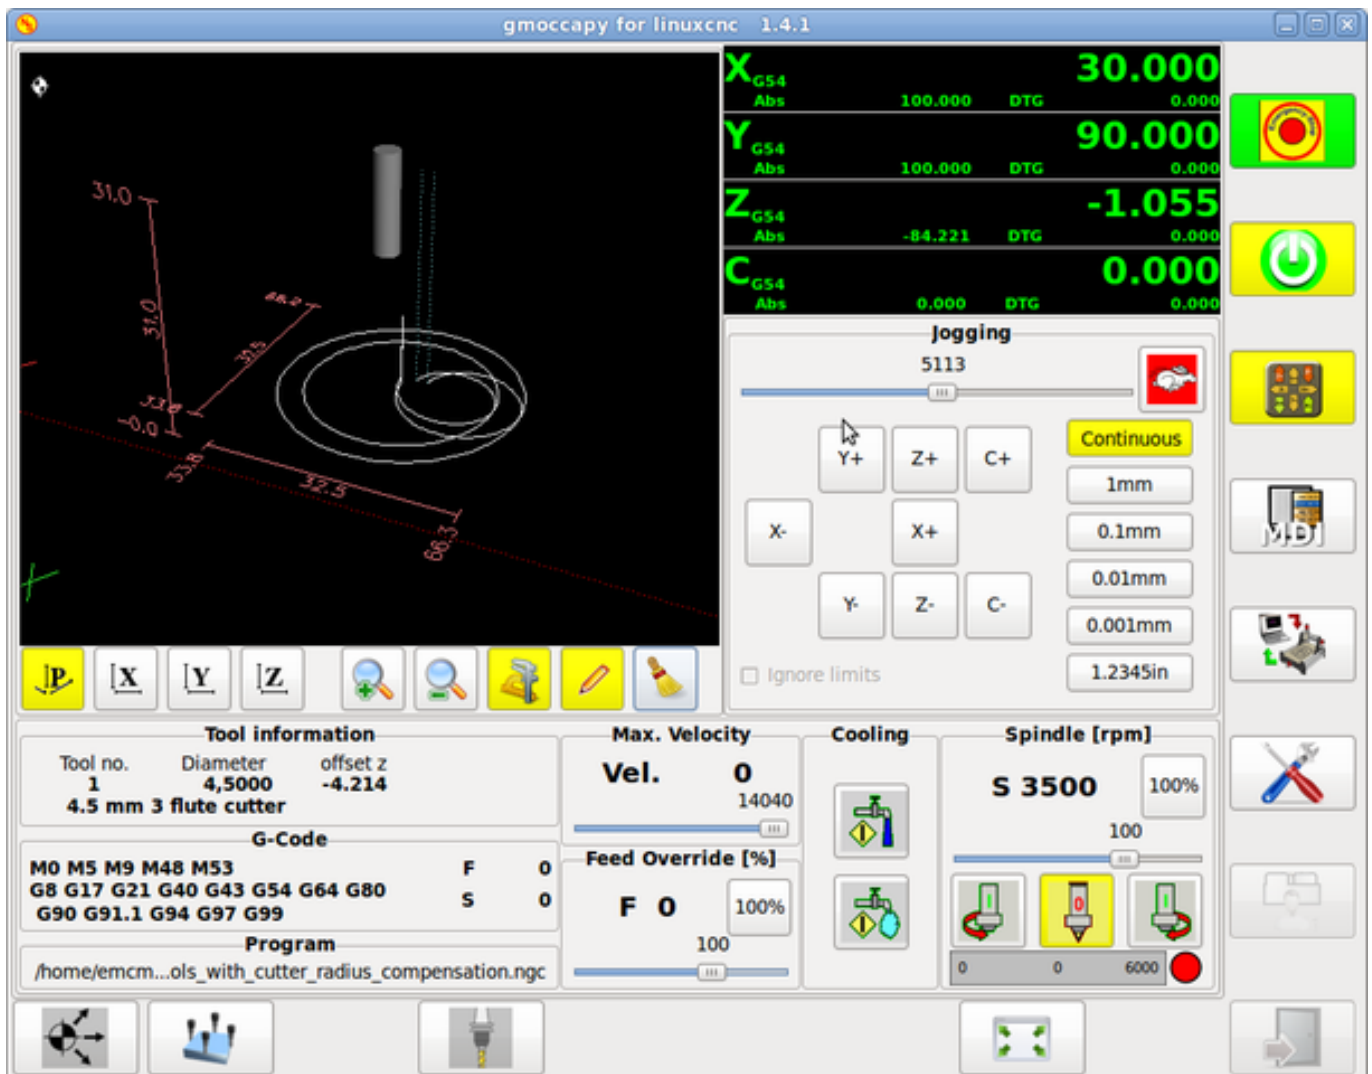 gmoccapy for linuxcnc 1.4.1
31.0
31.0
30.5
33.8
-0.0
33.8
32.5
66.3
X G54 30.000
Abs 100.000 DTG 0.000
Y G54 90.000
Abs 100.000 DTG 0.000
Z G54 -1.055
Abs -84.221 DTG 0.000
C G54 0.000
Abs 0.000 DTG 0.000
Emergency Stop
Jogging
5113
Y+ Z+ C+
X- X+
Y- Z- C-
Continuous
1mm
0.1mm
0.01mm
0.001mm
1.2345in
Ignore limits
MDI
P X Y Z
Tool information
Tool no. Diameter offset z
1 4,5000 -4.214
4.5 mm 3 flute cutter
G-Code
M0 M5 M9 M48 M53 F 0
G8 G17 G21 G40 G43 G54 G64 G80 S 0
G90 G91.1 G94 G97 G99
Program
/home/emcm...ols_with_cutter_radius_compensation.ngc
Max. Velocity
Vel. 0
14040
Feed Override [%]
F 0 100%
100
Cooling
Spindle [rpm]
S 3500 100%
100
I 0 I
0 0 6000